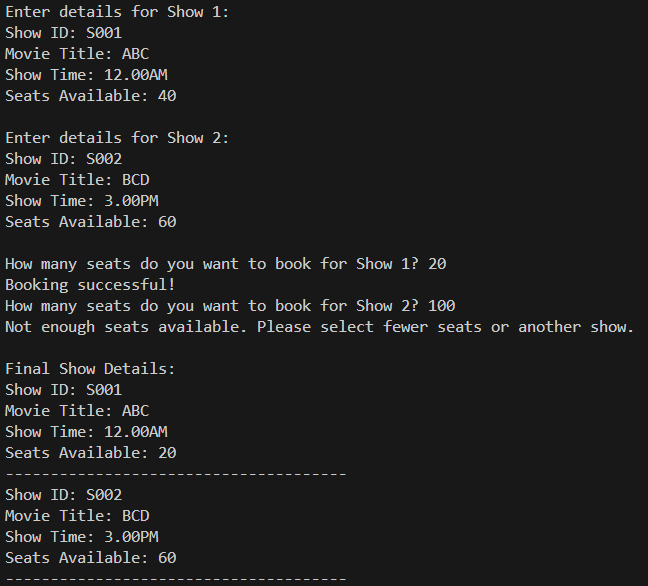 Enter details for Show 1:
Show ID: S001
Movie Title: ABC
Show Time: 12.00AM
Seats Available: 40
Enter details for Show 2:
Show ID: S002
Movie Title: BCD
Show Time: 3.00PM
Seats Available: 60
How many seats do you want to book for Show 1? 20
Booking successful!
How many seats do you want to book for Show 2? 100
Not enough seats available. Please select fewer seats or another show.
Final Show Details:
Show ID: S001
Movie Title: ABC
Show Time: 12.00AM
Seats Available: 20
--------------------------------------
Show ID: S002
Movie Title: BCD
Show Time: 3.00PM
Seats Available: 60
--------------------------------------